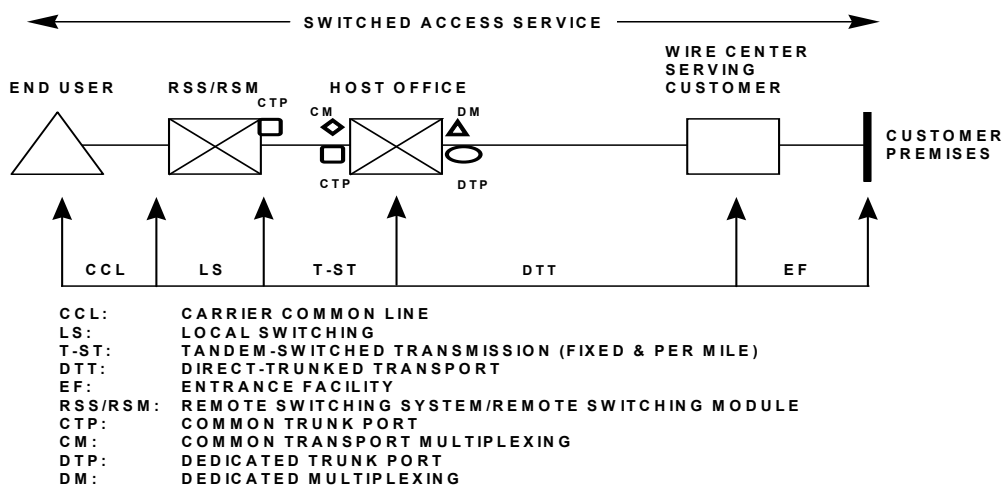 SWITCHED ACCESS SERVICE
WIRE CENTER
SERVING
CUSTOMER
END USER RSS/RSM HOST OFFICE
CTP CM DM
CUSTOMER
PREMISES
CTP DTP
CCL LS T-ST DTT EF
CCL: CARRIER COMMON LINE
LS: LOCAL SWITCHING
T-ST: TANDEM-SWITCHED TRANSMISSION (FIXED & PER MILE)
DTT: DIRECT-TRUNKED TRANSPORT
EF: ENTRANCE FACILITY
RSS/RSM: REMOTE SWITCHING SYSTEM/REMOTE SWITCHING MODULE
CTP: COMMON TRUNK PORT
CM: COMMON TRANSPORT MULTIPLEXING
DTP: DEDICATED TRUNK PORT
DM: DEDICATED MULTIPLEXING